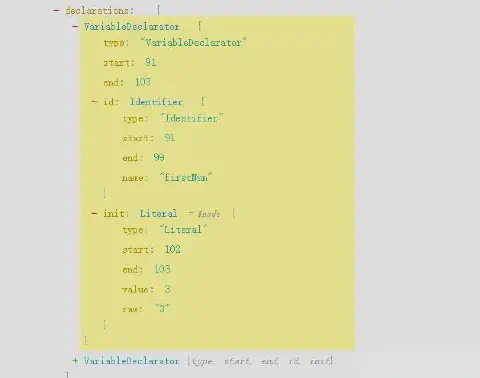 − declarations: [
− VariableDeclarator {
type: "VariableDeclarator"
start: 91
end: 103
− id: Identifier {
type: "Identifier"
start: 91
end: 99
name: "firstNum"
}
− init: Literal = $node {
type: "Literal"
start: 102
end: 103
value: 3
raw: "3"
}
}
+ VariableDeclarator {type, start, end, id, init}
]